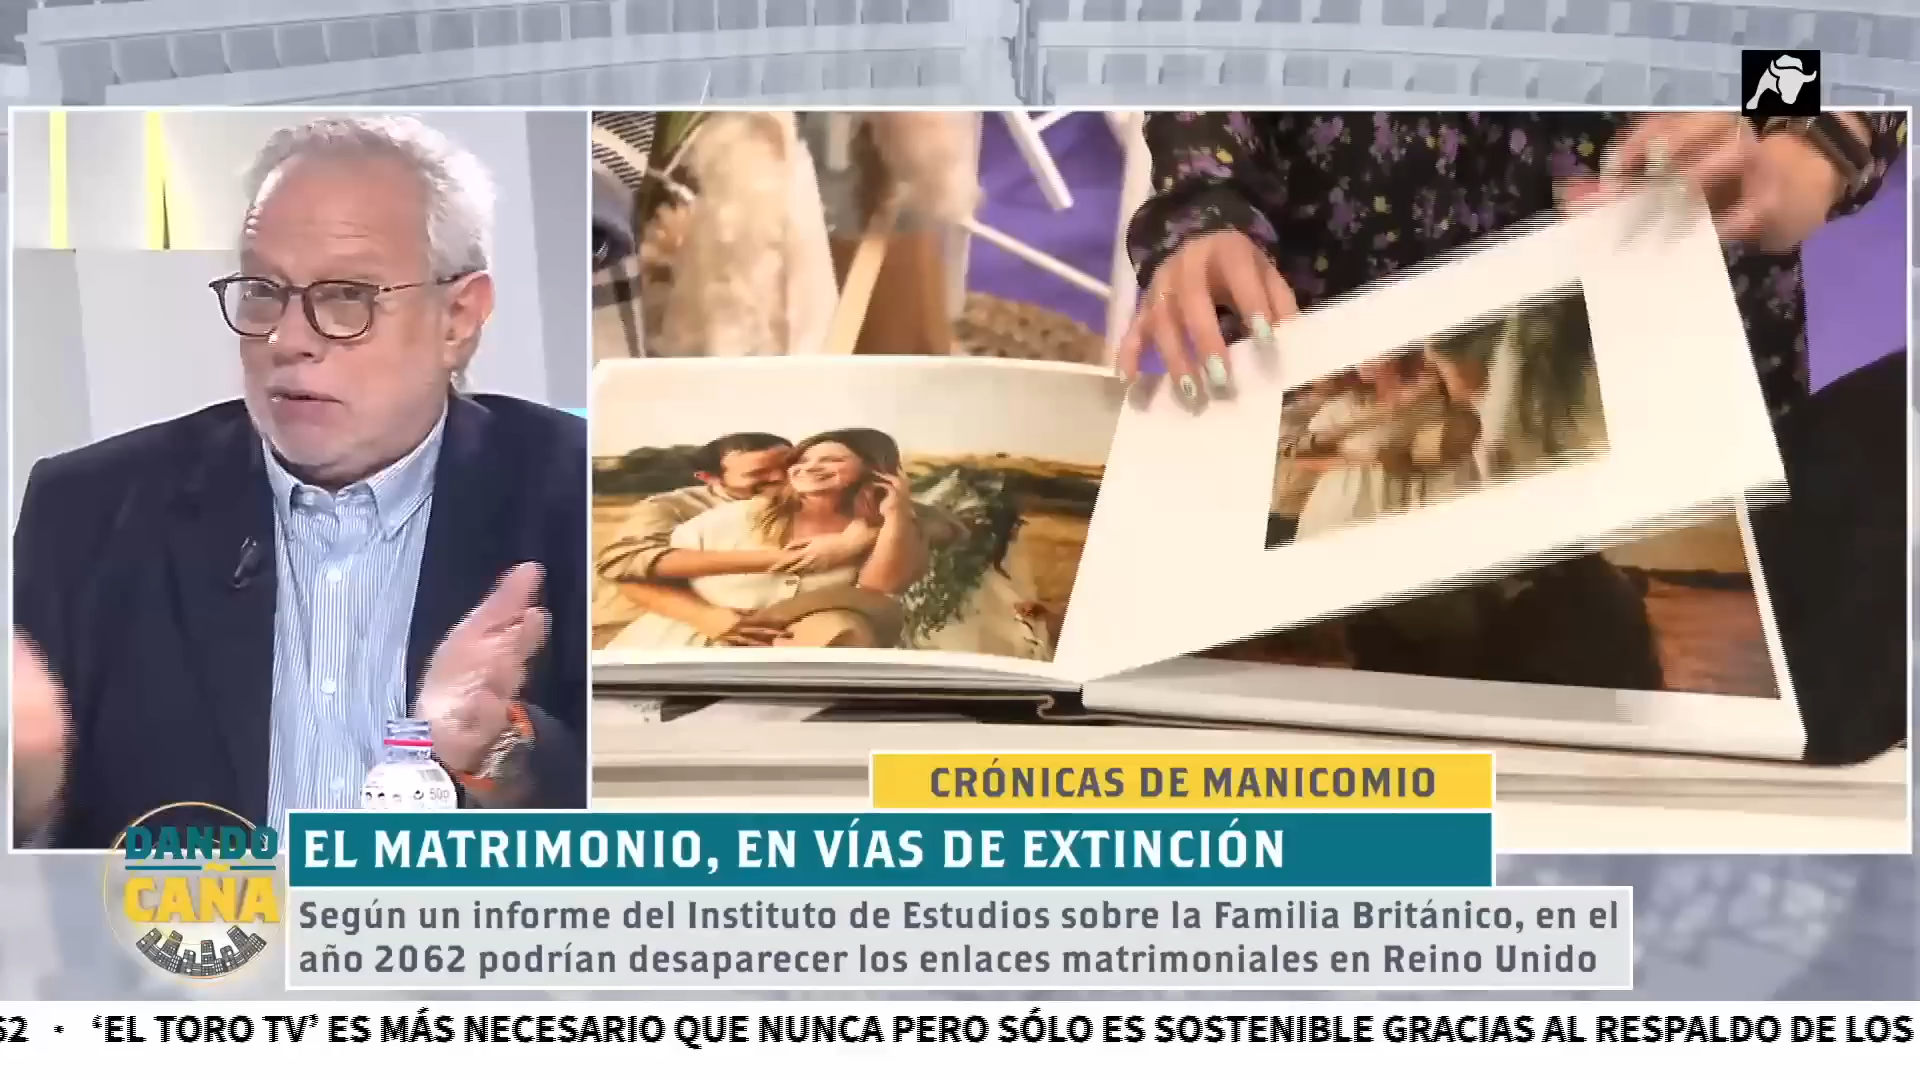 CRÓNICAS DE MANICOMIO
DANDO
CAÑA
EL MATRIMONIO, EN VÍAS DE EXTINCIÓN
Según un informe del Instituto de Estudios sobre la Familia Británico, en el
año 2062 podrían desaparecer los enlaces matrimoniales en Reino Unido
62 · ‘EL TORO TV’ ES MÁS NECESARIO QUE NUNCA PERO SÓLO ES SOSTENIBLE GRACIAS AL RESPALDO DE LOS